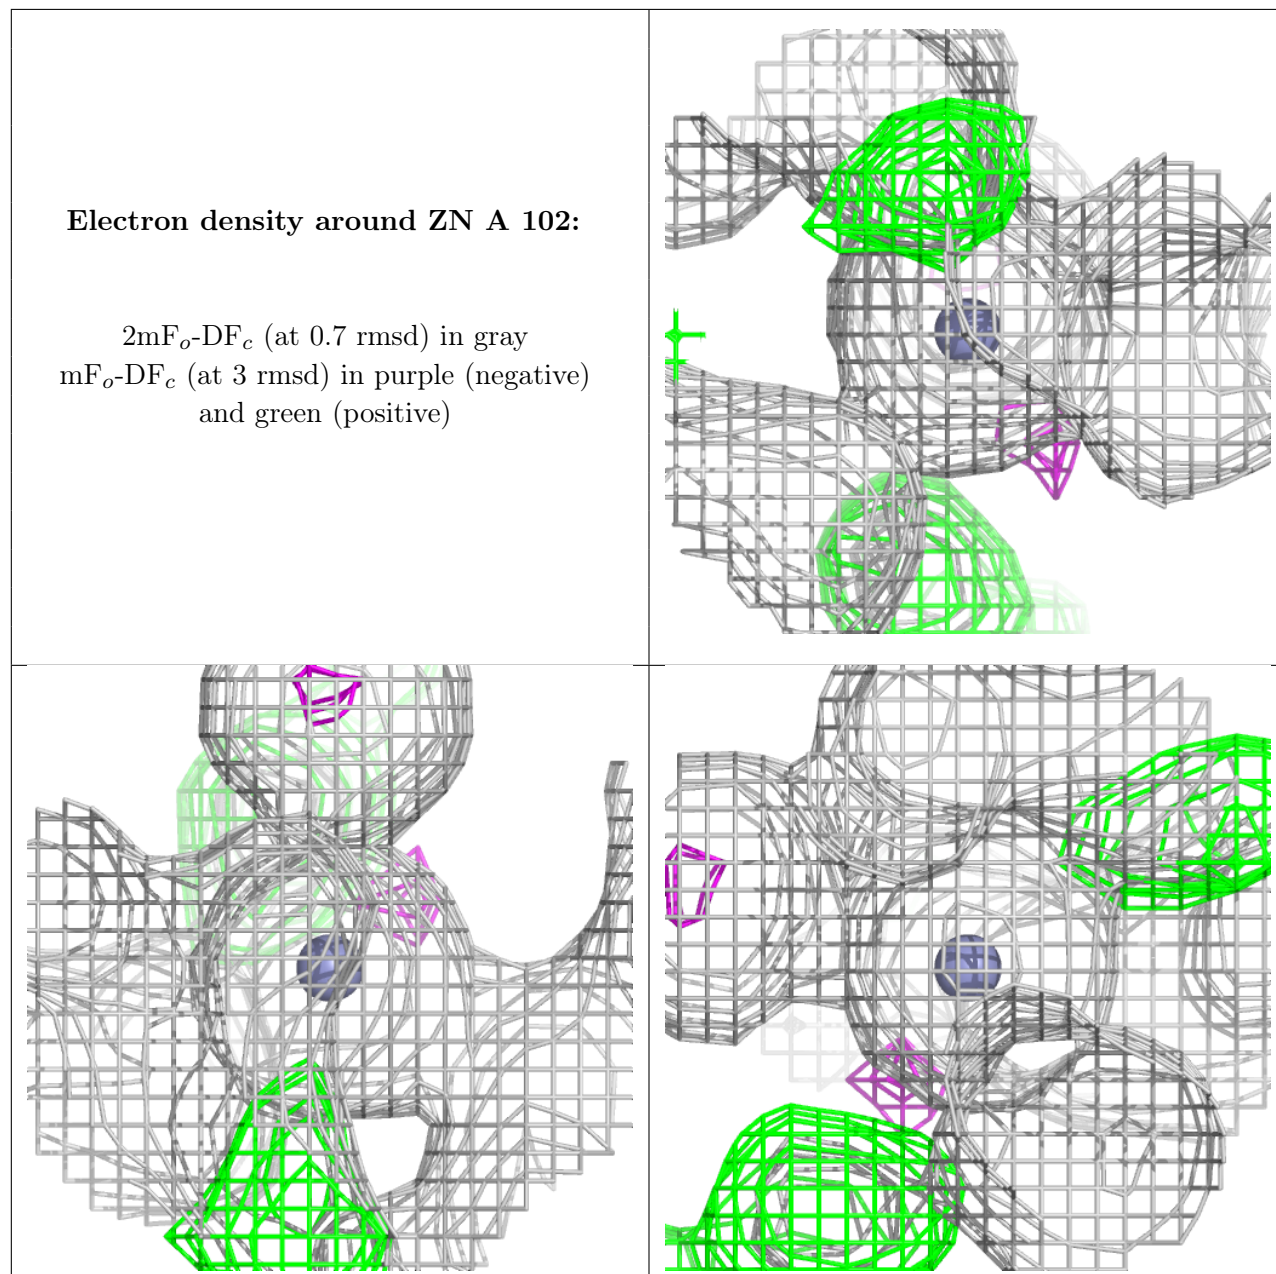 Electron density around ZN A 102:
2mFo-DFc (at 0.7 rmsd) in gray
mFo-DFc (at 3 rmsd) in purple (negative)
and green (positive)